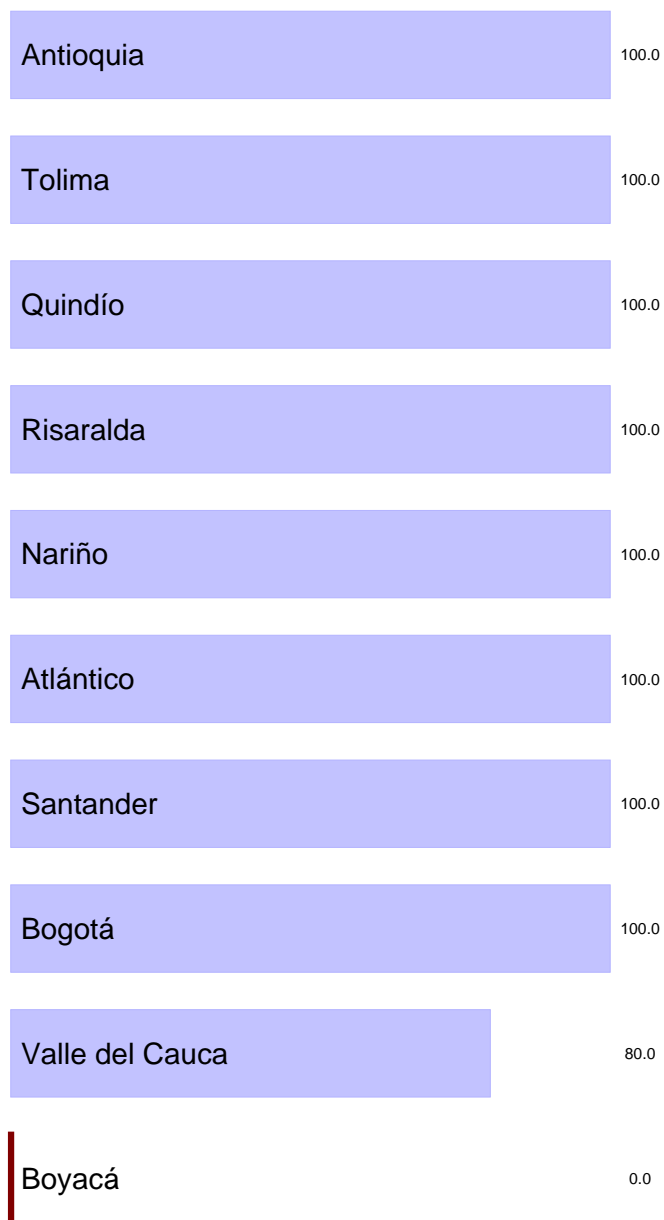 Antioquia 100.0
Tolima 100.0
Quindío 100.0
Risaralda 100.0
Nariño 100.0
Atlántico 100.0
Santander 100.0
Bogotá 100.0
Valle del Cauca 80.0
Boyacá 0.0